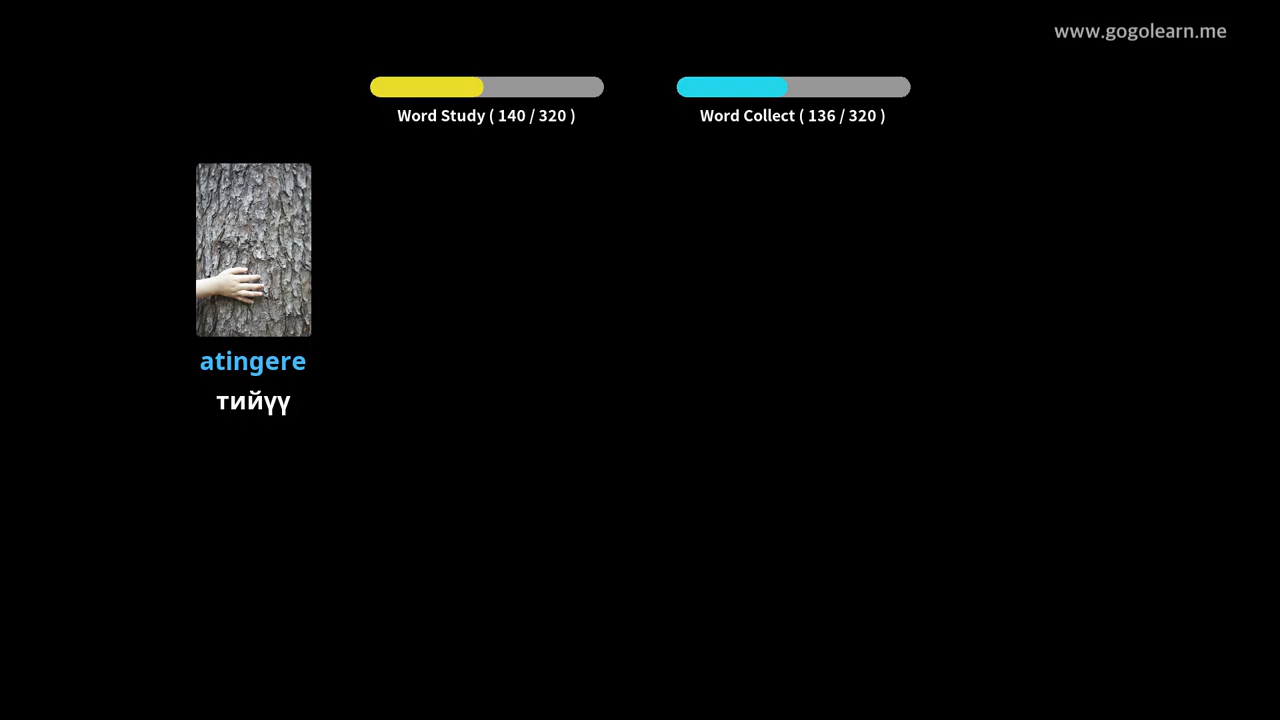 www.gogolearn.me
Word Study ( 140 / 320 )
Word Collect ( 136 / 320 )
atingere
тийүү